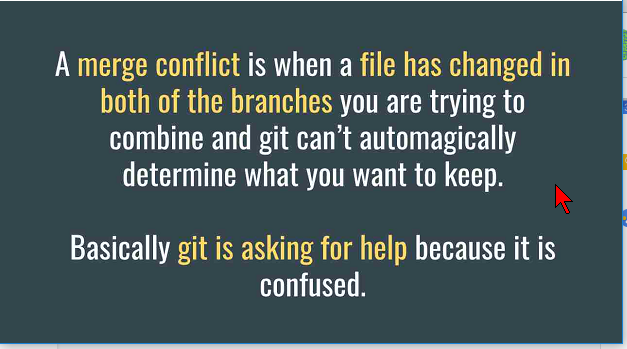 A merge conflict is when a file has changed in
both of the branches you are trying to
combine and git can't automagically
determine what you want to keep.
Basically git is asking for help because it is
confused.